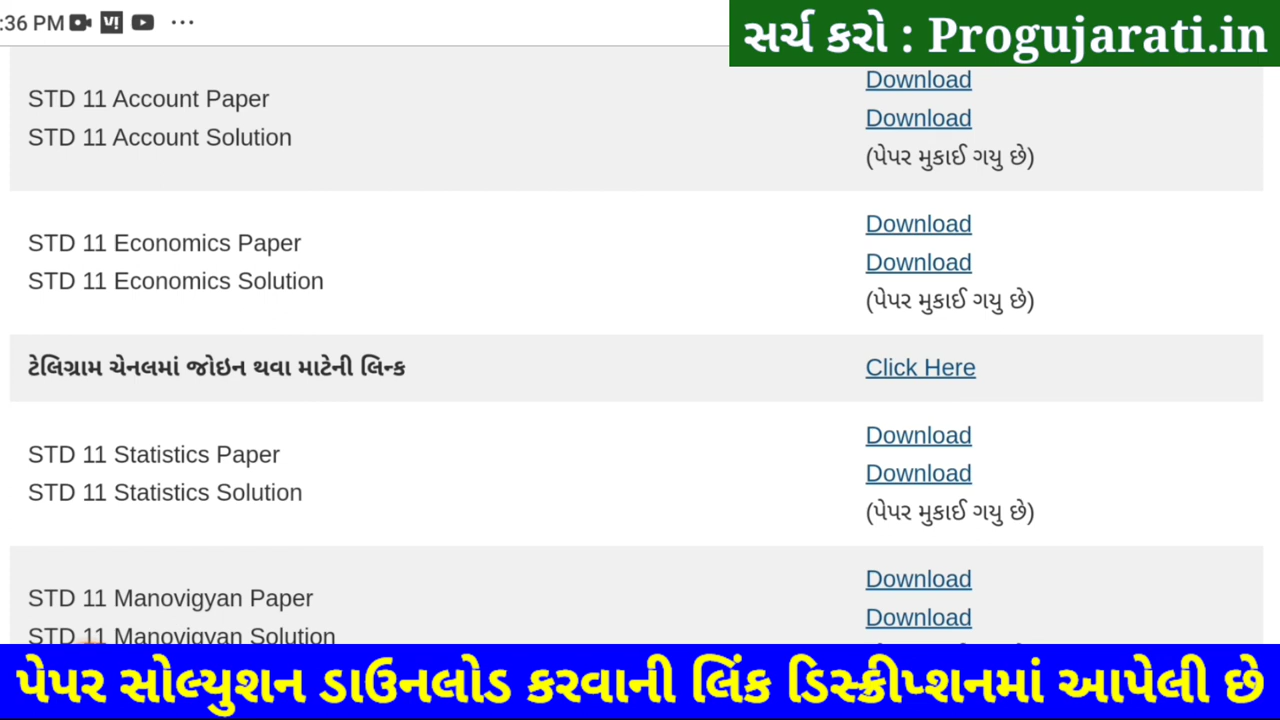 :36 PM
સર્ચ કરો : Progujarati.in
STD 11 Account Paper
Download
STD 11 Account Solution
Download
(પેપર મુકાઈ ગયુ છે)
STD 11 Economics Paper
Download
STD 11 Economics Solution
Download
(પેપર મુકાઈ ગયુ છે)
ટેલિગ્રામ ચેનલમાં જોઇન થવા માટેની લિન્ક
Click Here
STD 11 Statistics Paper
Download
STD 11 Statistics Solution
Download
(પેપર મુકાઈ ગયુ છે)
STD 11 Manovigyan Paper
Download
STD 11 Manovigyan Solution
Download
પેપર સોલ્યુશન ડાઉનલોડ કરવાની લિંક ડિસ્ક્રીપ્શનમાં આપેલી છે